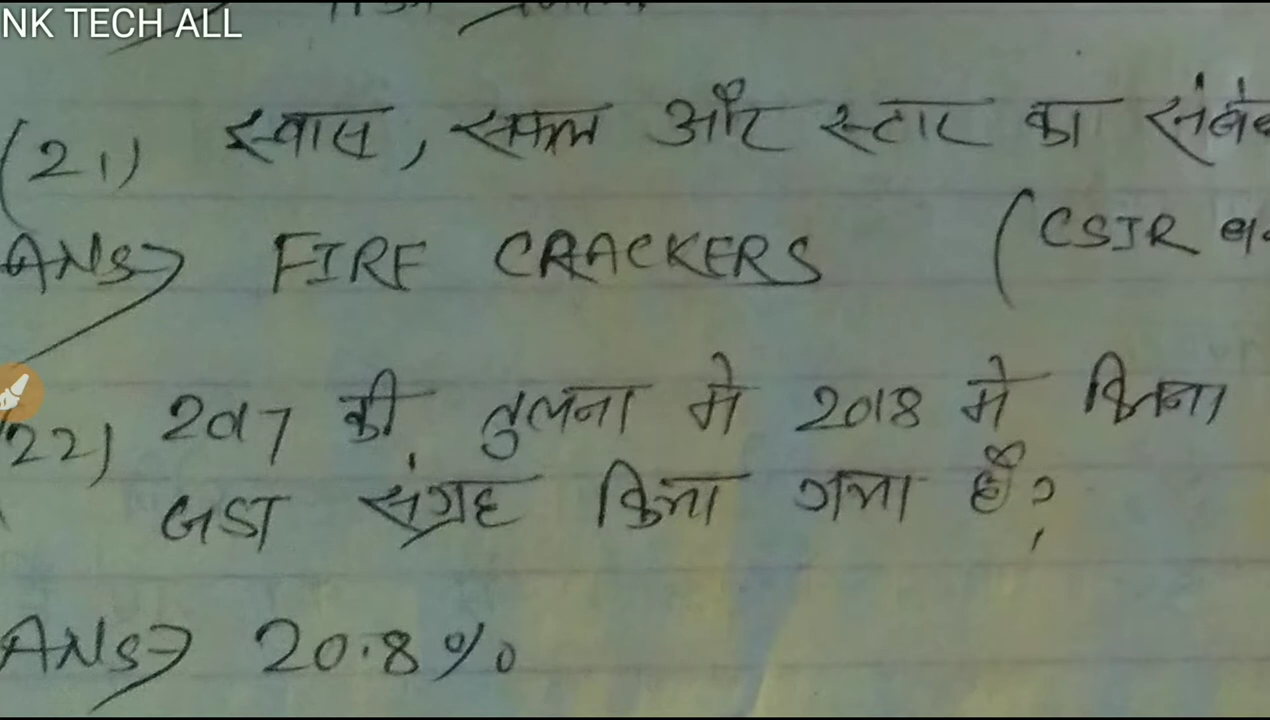 NK TECH ALL
(21) स्वास, सफल और स्टार का
ANS→ FIRE CRACKERS (CSIR
22) 2017 की तुलना मे 2018 मे कितना
GST संग्रह किया गया है?
ANS→ 20.8%